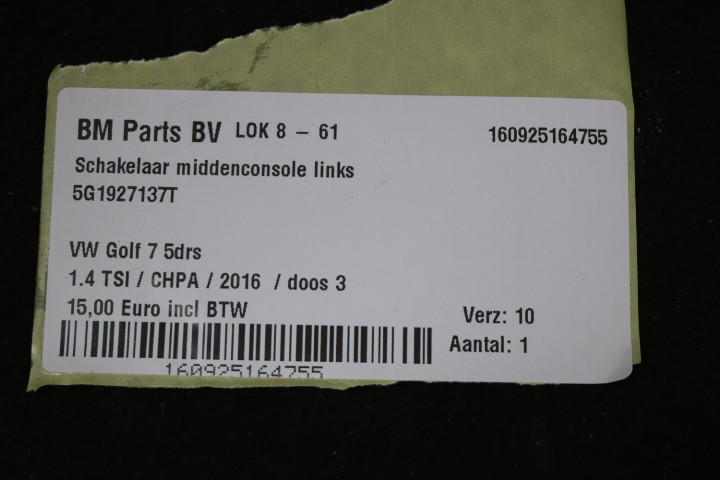 BM Parts BV LOK 8 - 61 160925164755
Schakelaar middenconsole links
5G1927137T
VW Golf 7 5drs
1.4 TSI / CHPA / 2016 / doos 3
15,00 Euro incl BTW
Verz: 10
Aantal: 1
160925164755